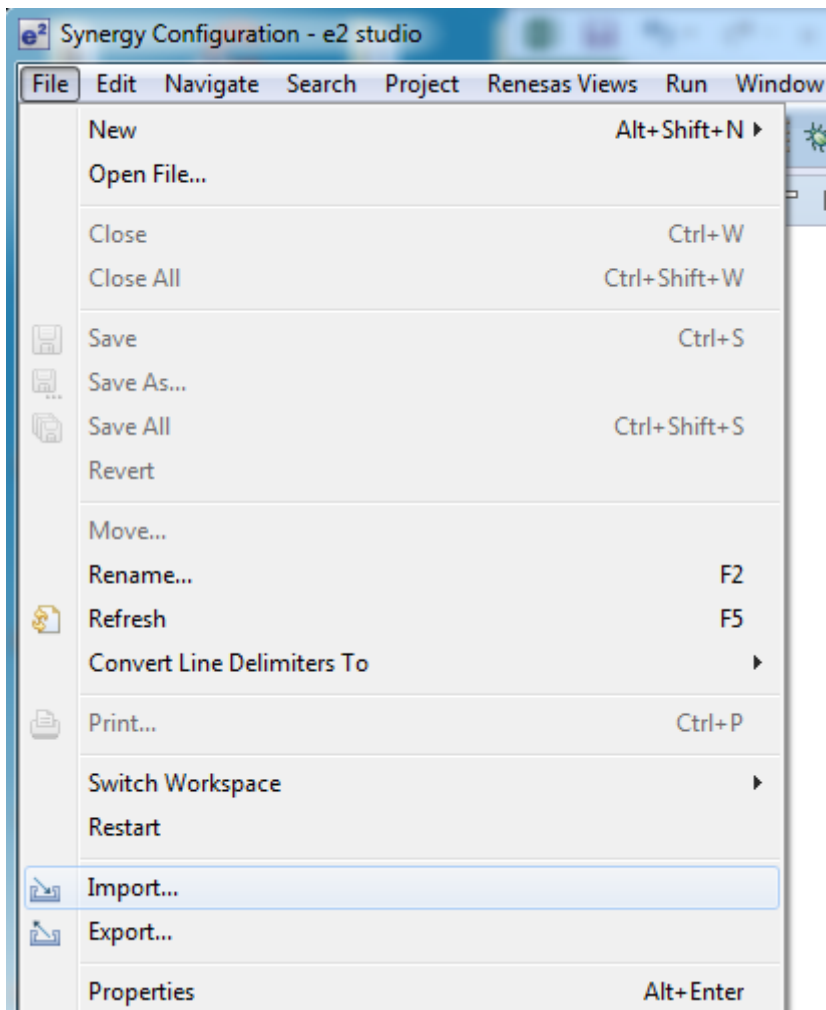 e² Synergy Configuration - e2 studio
File Edit Navigate Search Project Renesas Views Run Window
New Alt+Shift+N
Open File...
Close Ctrl+W
Close All Ctrl+Shift+W
Save Ctrl+S
Save As...
Save All Ctrl+Shift+S
Revert
Move...
Rename... F2
Refresh F5
Convert Line Delimiters To
Print... Ctrl+P
Switch Workspace
Restart
Import...
Export...
Properties Alt+Enter